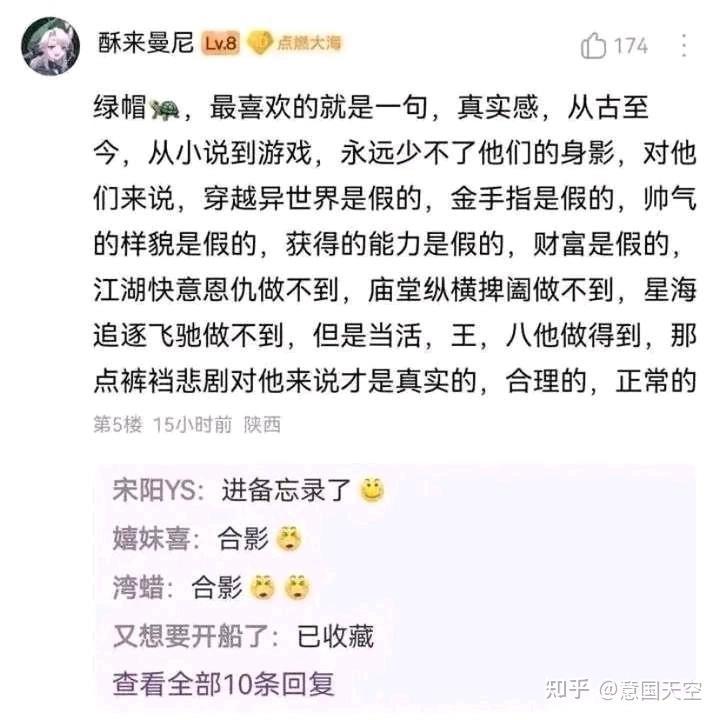 酥来曼尼 Lv.8 点燃大海 174
绿帽🐢，最喜欢的就是一句，真实感，从古至
今，从小说到游戏，永远少不了他们的身影，对他
们来说，穿越异世界是假的，金手指是假的，帅气
的样貌是假的，获得的能力是假的，财富是假的，
江湖快意恩仇做不到，庙堂纵横捭阖做不到，星海
追逐飞驰做不到，但是当活，王，八他做得到，那
点裤裆悲剧对他来说才是真实的，合理的，正常的
第5楼 15小时前 陕西
宋阳YS：进备忘录了
嬉妹喜：合影
湾蜡：合影
又想要开船了：已收藏
查看全部10条回复
知乎 @意国天空